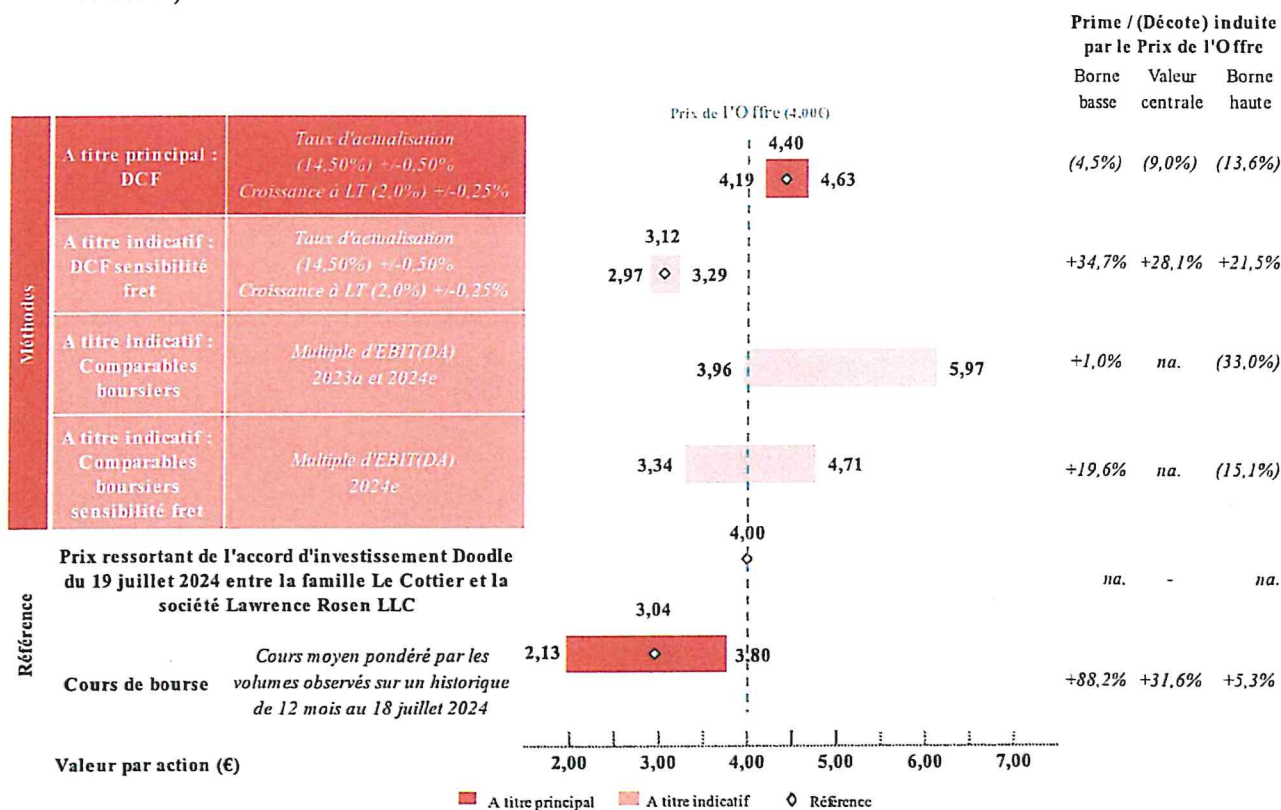 Prime / (Décote) induite
par le Prix de l'Offre
Borne basse
Valeur centrale
Borne haute
Prix de l'Offre (4,00€)
Méthodes
A titre principal :
DCF
Taux d'actualisation
(14,50%) +/-0,50%
Croissance à LT (2,0%) +/-0,25%
4,40
4,19
4,63
(4,5%) (9,0%) (13,6%)
A titre indicatif :
DCF sensibilité
fret
Taux d'actualisation
(14,50%) +/-0,50%
Croissance à LT (2,0%) +/-0,25%
3,12
2,97
3,29
+34,7% +28,1% +21,5%
A titre indicatif :
Comparables
boursiers
Multiple d'EBIT(DA)
2023a et 2024e
3,96
5,97
+1,0% na. (33,0%)
A titre indicatif :
Comparables
boursiers
sensibilité fret
Multiple d'EBIT(DA)
2024e
3,34
4,71
+19,6% na. (15,1%)
Référence
Prix ressortant de l'accord d'investissement Doodle
du 19 juillet 2024 entre la famille Le Cottier et la
société Lawrence Rosen LLC
4,00
na. - na.
Cours de bourse
Cours moyen pondéré par les
volumes observés sur un historique
de 12 mois au 18 juillet 2024
3,04
2,13
3,80
+88,2% +31,6% +5,3%
Valeur par action (€)
2,00 3,00 4,00 5,00 6,00 7,00
A titre principal
A titre indicatif
Référence